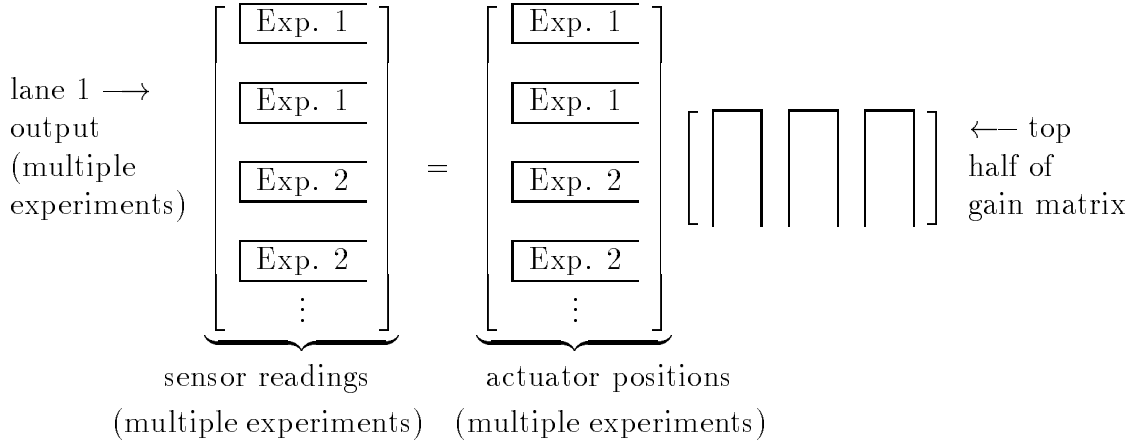 Exp. 1 Exp. 1
lane 1 ⟶ Exp. 1 Exp. 1
output ⟵ top
(multiple Exp. 2 = Exp. 2 half of
experiments) gain matrix
Exp. 2 Exp. 2
⋮ ⋮
sensor readings actuator positions
(multiple experiments) (multiple experiments)